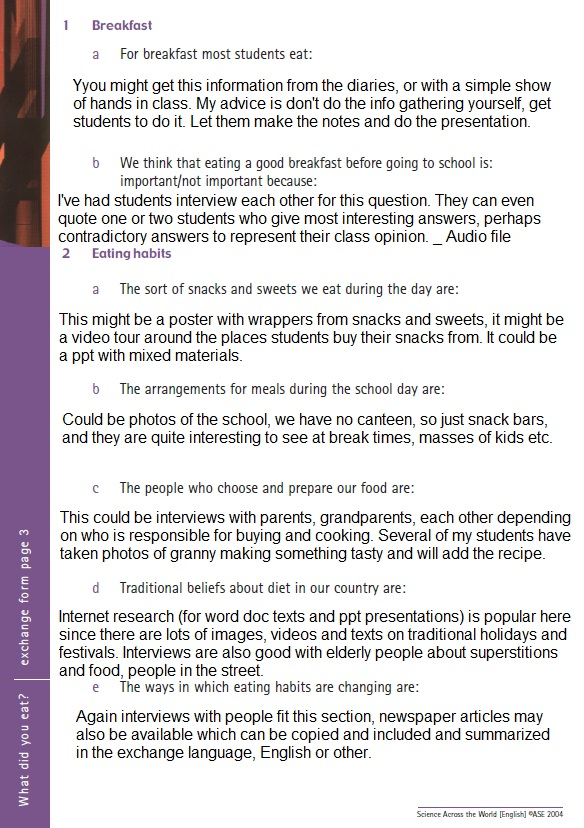 1 Breakfast
a For breakfast most students eat:
Yyou might get this information from the diaries, or with a simple show
of hands in class. My advice is don't do the info gathering yourself, get
students to do it. Let them make the notes and do the presentation.
b We think that eating a good breakfast before going to school is:
important/not important because:
I've had students interview each other for this question. They can even
quote one or two students who give most interesting answers, perhaps
contradictory answers to represent their class opinion. _ Audio file
2 Eating habits
a The sort of snacks and sweets we eat during the day are:
This might be a poster with wrappers from snacks and sweets, it might be
a video tour around the places students buy their snacks from. It could be
a ppt with mixed materials.
b The arrangements for meals during the school day are:
Could be photos of the school, we have no canteen, so just snack bars,
and they are quite interesting to see at break times, masses of kids etc.
c The people who choose and prepare our food are:
This could be interviews with parents, grandparents, each other depending
on who is responsible for buying and cooking. Several of my students have
taken photos of granny making something tasty and will add the recipe.
d Traditional beliefs about diet in our country are:
Internet research (for word doc texts and ppt presentations) is popular here
since there are lots of images, videos and texts on traditional holidays and
festivals. Interviews are also good with elderly people about superstitions
and food, people in the street.
e The ways in which eating habits are changing are:
Again interviews with people fit this section, newspaper articles may
also be available which can be copied and included and summarized
in the exchange language, English or other.
What did you eat? exchange form page 3
Science Across the World [English] ©ASE 2004